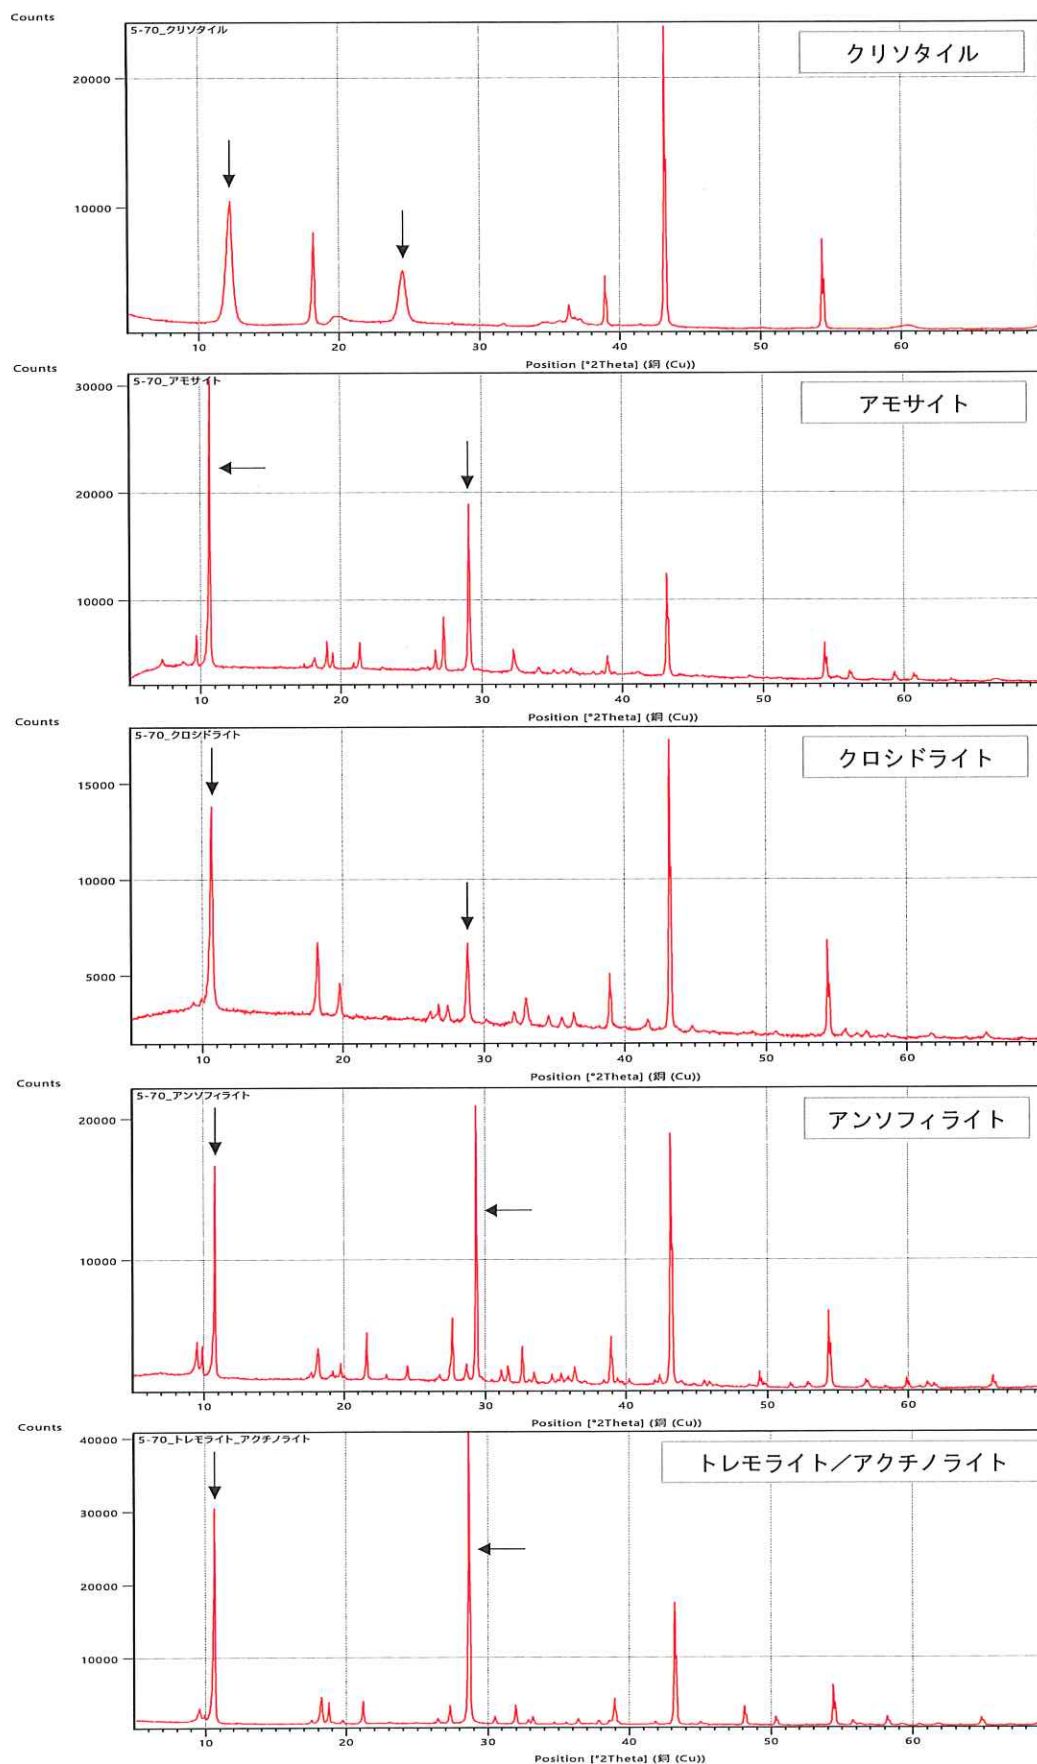 Counts
5-70_クリソタイル
クリソタイル
20000
10000
10 20 30 40 50 60
Position [°2Theta] (銅 (Cu))
Counts
5-70_アモサイト
アモサイト
30000
20000
10000
10 20 30 40 50 60
Position [°2Theta] (銅 (Cu))
Counts
5-70_クロシドライト
クロシドライト
15000
10000
5000
10 20 30 40 50 60
Position [°2Theta] (銅 (Cu))
Counts
5-70_アンソフィライト
アンソフィライト
20000
10000
10 20 30 40 50 60
Position [°2Theta] (銅 (Cu))
Counts
5-70_トレモライト_アクチノライト
トレモライト／アクチノライト
40000
30000
20000
10000
10 20 30 40 50 60
Position [°2Theta] (銅 (Cu))